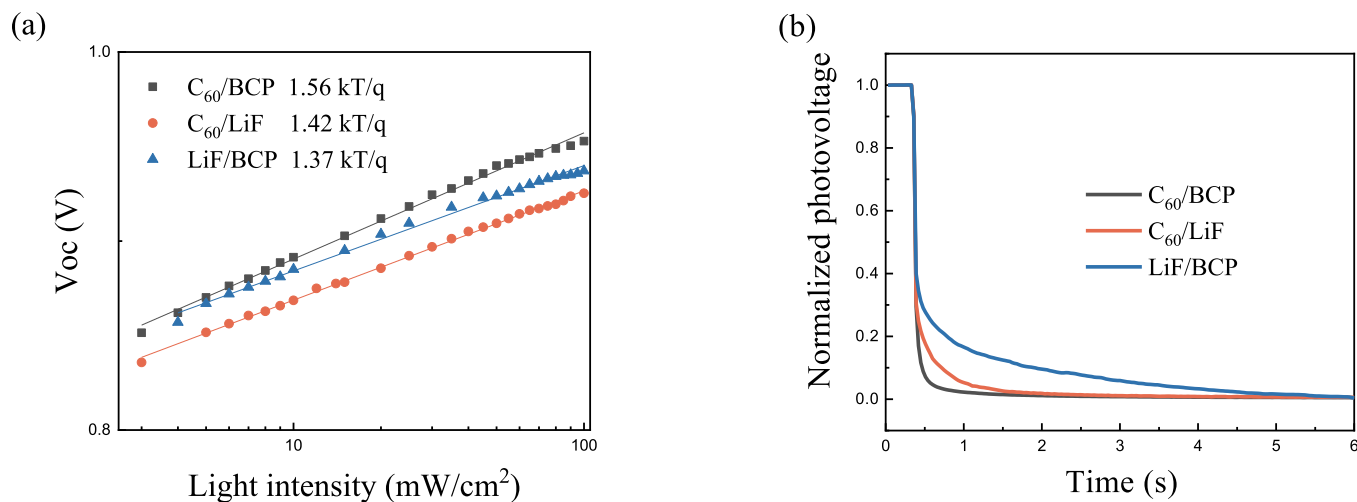 (a)
1.0
C₆₀/BCP 1.56 kT/q
C₆₀/LiF 1.42 kT/q
LiF/BCP 1.37 kT/q
Voc (V)
0.8
10
100
Light intensity (mW/cm²)
(b)
1.0
0.8
0.6
0.4
0.2
0.0
Normalized photovoltage
C₆₀/BCP
C₆₀/LiF
LiF/BCP
0 1 2 3 4 5 6
Time (s)